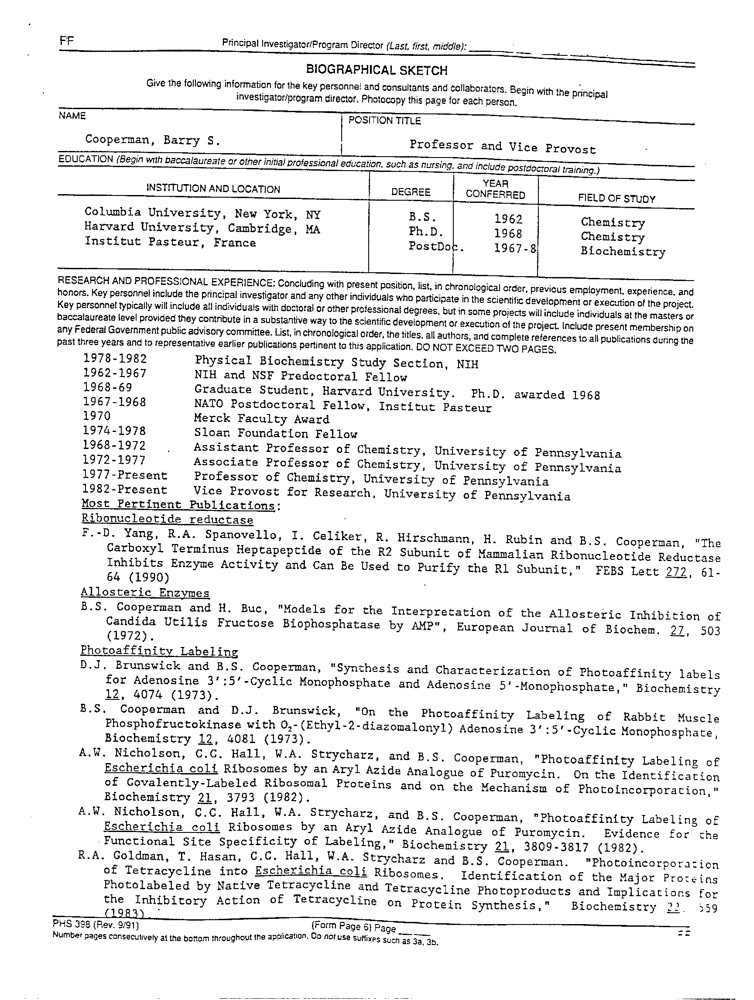 FF
Principal Investigator/Program Director (Last, first, middle):
BIOGRAPHICAL SKETCH
Give the following information for the key personnel and consultants and collaborators. Begin with the principal
investigator/program director. Photocopy this page for each person.
NAME
POSITION TITLE
Cooperman, Barry S.
Professor and Vice Provost
EDUCATION (Begin with baccalaureate or other initial professional education, such as nursing, and include postdoctoral training.)
INSTITUTION AND LOCATION
DEGREE
YEAR CONFERRED
FIELD OF STUDY
Columbia University, New York, NY B.S. 1962 Chemistry
Harvard University, Cambridge, MA Ph.D. 1968 Chemistry
Institut Pasteur, France PostDoc. 1967-8 Biochemistry
RESEARCH AND PROFESSIONAL EXPERIENCE: Concluding with present position, list, in chronological order, previous employment, experience, and
honors. Key personnel include the principal investigator and any other individuals who participate in the scientific development or execution of the project.
Key personnel typically will include all individuals with doctoral or other professional degrees, but in some projects will include individuals at the masters or
baccalaureate level provided they contribute in a substantive way to the scientific development or execution of the project. Include present membership on
any Federal Government public advisory committee. List, in chronological order, the titles, all authors, and complete references to all publications during the
past three years and to representative earlier publications pertinent to this application. DO NOT EXCEED TWO PAGES.
1978-1982 Physical Biochemistry Study Section, NIH
1962-1967 NIH and NSF Predoctoral Fellow
1968-69 Graduate Student, Harvard University. Ph.D. awarded 1968
1967-1968 NATO Postdoctoral Fellow, Institut Pasteur
1970 Merck Faculty Award
1974-1978 Sloan Foundation Fellow
1968-1972 Assistant Professor of Chemistry, University of Pennsylvania
1972-1977 Associate Professor of Chemistry, University of Pennsylvania
1977-Present Professor of Chemistry, University of Pennsylvania
1982-Present Vice Provost for Research, University of Pennsylvania
Most Pertinent Publications:
Ribonucleotide reductase
F.-D. Yang, R.A. Spanovello, I. Celiker, R. Hirschmann, H. Rubin and B.S. Cooperman, "The
Carboxyl Terminus Heptapeptide of the R2 Subunit of Mammalian Ribonucleotide Reductase
Inhibits Enzyme Activity and Can Be Used to Purify the R1 Subunit," FEBS Lett 272, 61-
64 (1990)
Allosteric Enzymes
B.S. Cooperman and H. Buc, "Models for the Interpretation of the Allosteric Inhibition of
Candida Utilis Fructose Biophosphatase by AMP", European Journal of Biochem. 27, 503
(1972).
Photoaffinity Labeling
D.J. Brunswick and B.S. Cooperman, "Synthesis and Characterization of Photoaffinity labels
for Adenosine 3':5'-Cyclic Monophosphate and Adenosine 5'-Monophosphate," Biochemistry
12, 4074 (1973).
B.S. Cooperman and D.J. Brunswick, "On the Photoaffinity Labeling of Rabbit Muscle
Phosphofructokinase with O₂-(Ethyl-2-diazomalonyl) Adenosine 3':5'-Cyclic Monophosphate,
Biochemistry 12, 4081 (1973).
A.W. Nicholson, C.C. Hall, W.A. Strycharz, and B.S. Cooperman, "Photoaffinity Labeling of
Escherichia coli Ribosomes by an Aryl Azide Analogue of Puromycin. On the Identification
of Covalently-Labeled Ribosomal Proteins and on the Mechanism of Photoincorporation,"
Biochemistry 21, 3793 (1982).
A.W. Nicholson, C.C. Hall, W.A. Strycharz, and B.S. Cooperman, "Photoaffinity Labeling of
Escherichia coli Ribosomes by an Aryl Azide Analogue of Puromycin. Evidence for the
Functional Site Specificity of Labeling," Biochemistry 21, 3809-3817 (1982).
R.A. Goldman, T. Hasan, C.C. Hall, W.A. Strycharz and B.S. Cooperman. "Photoincorporation
of Tetracycline into Escherichia coli Ribosomes. Identification of the Major Proteins
Photolabeled by Native Tetracycline and Tetracycline Photoproducts and Implications for
the Inhibitory Action of Tetracycline on Protein Synthesis," Biochemistry
(1983)
PHS 398 (Rev. 9/91) (Form Page 6) Page
Number pages consecutively at the bottom throughout the application. Do not use suffixes such as 3a, 3b.